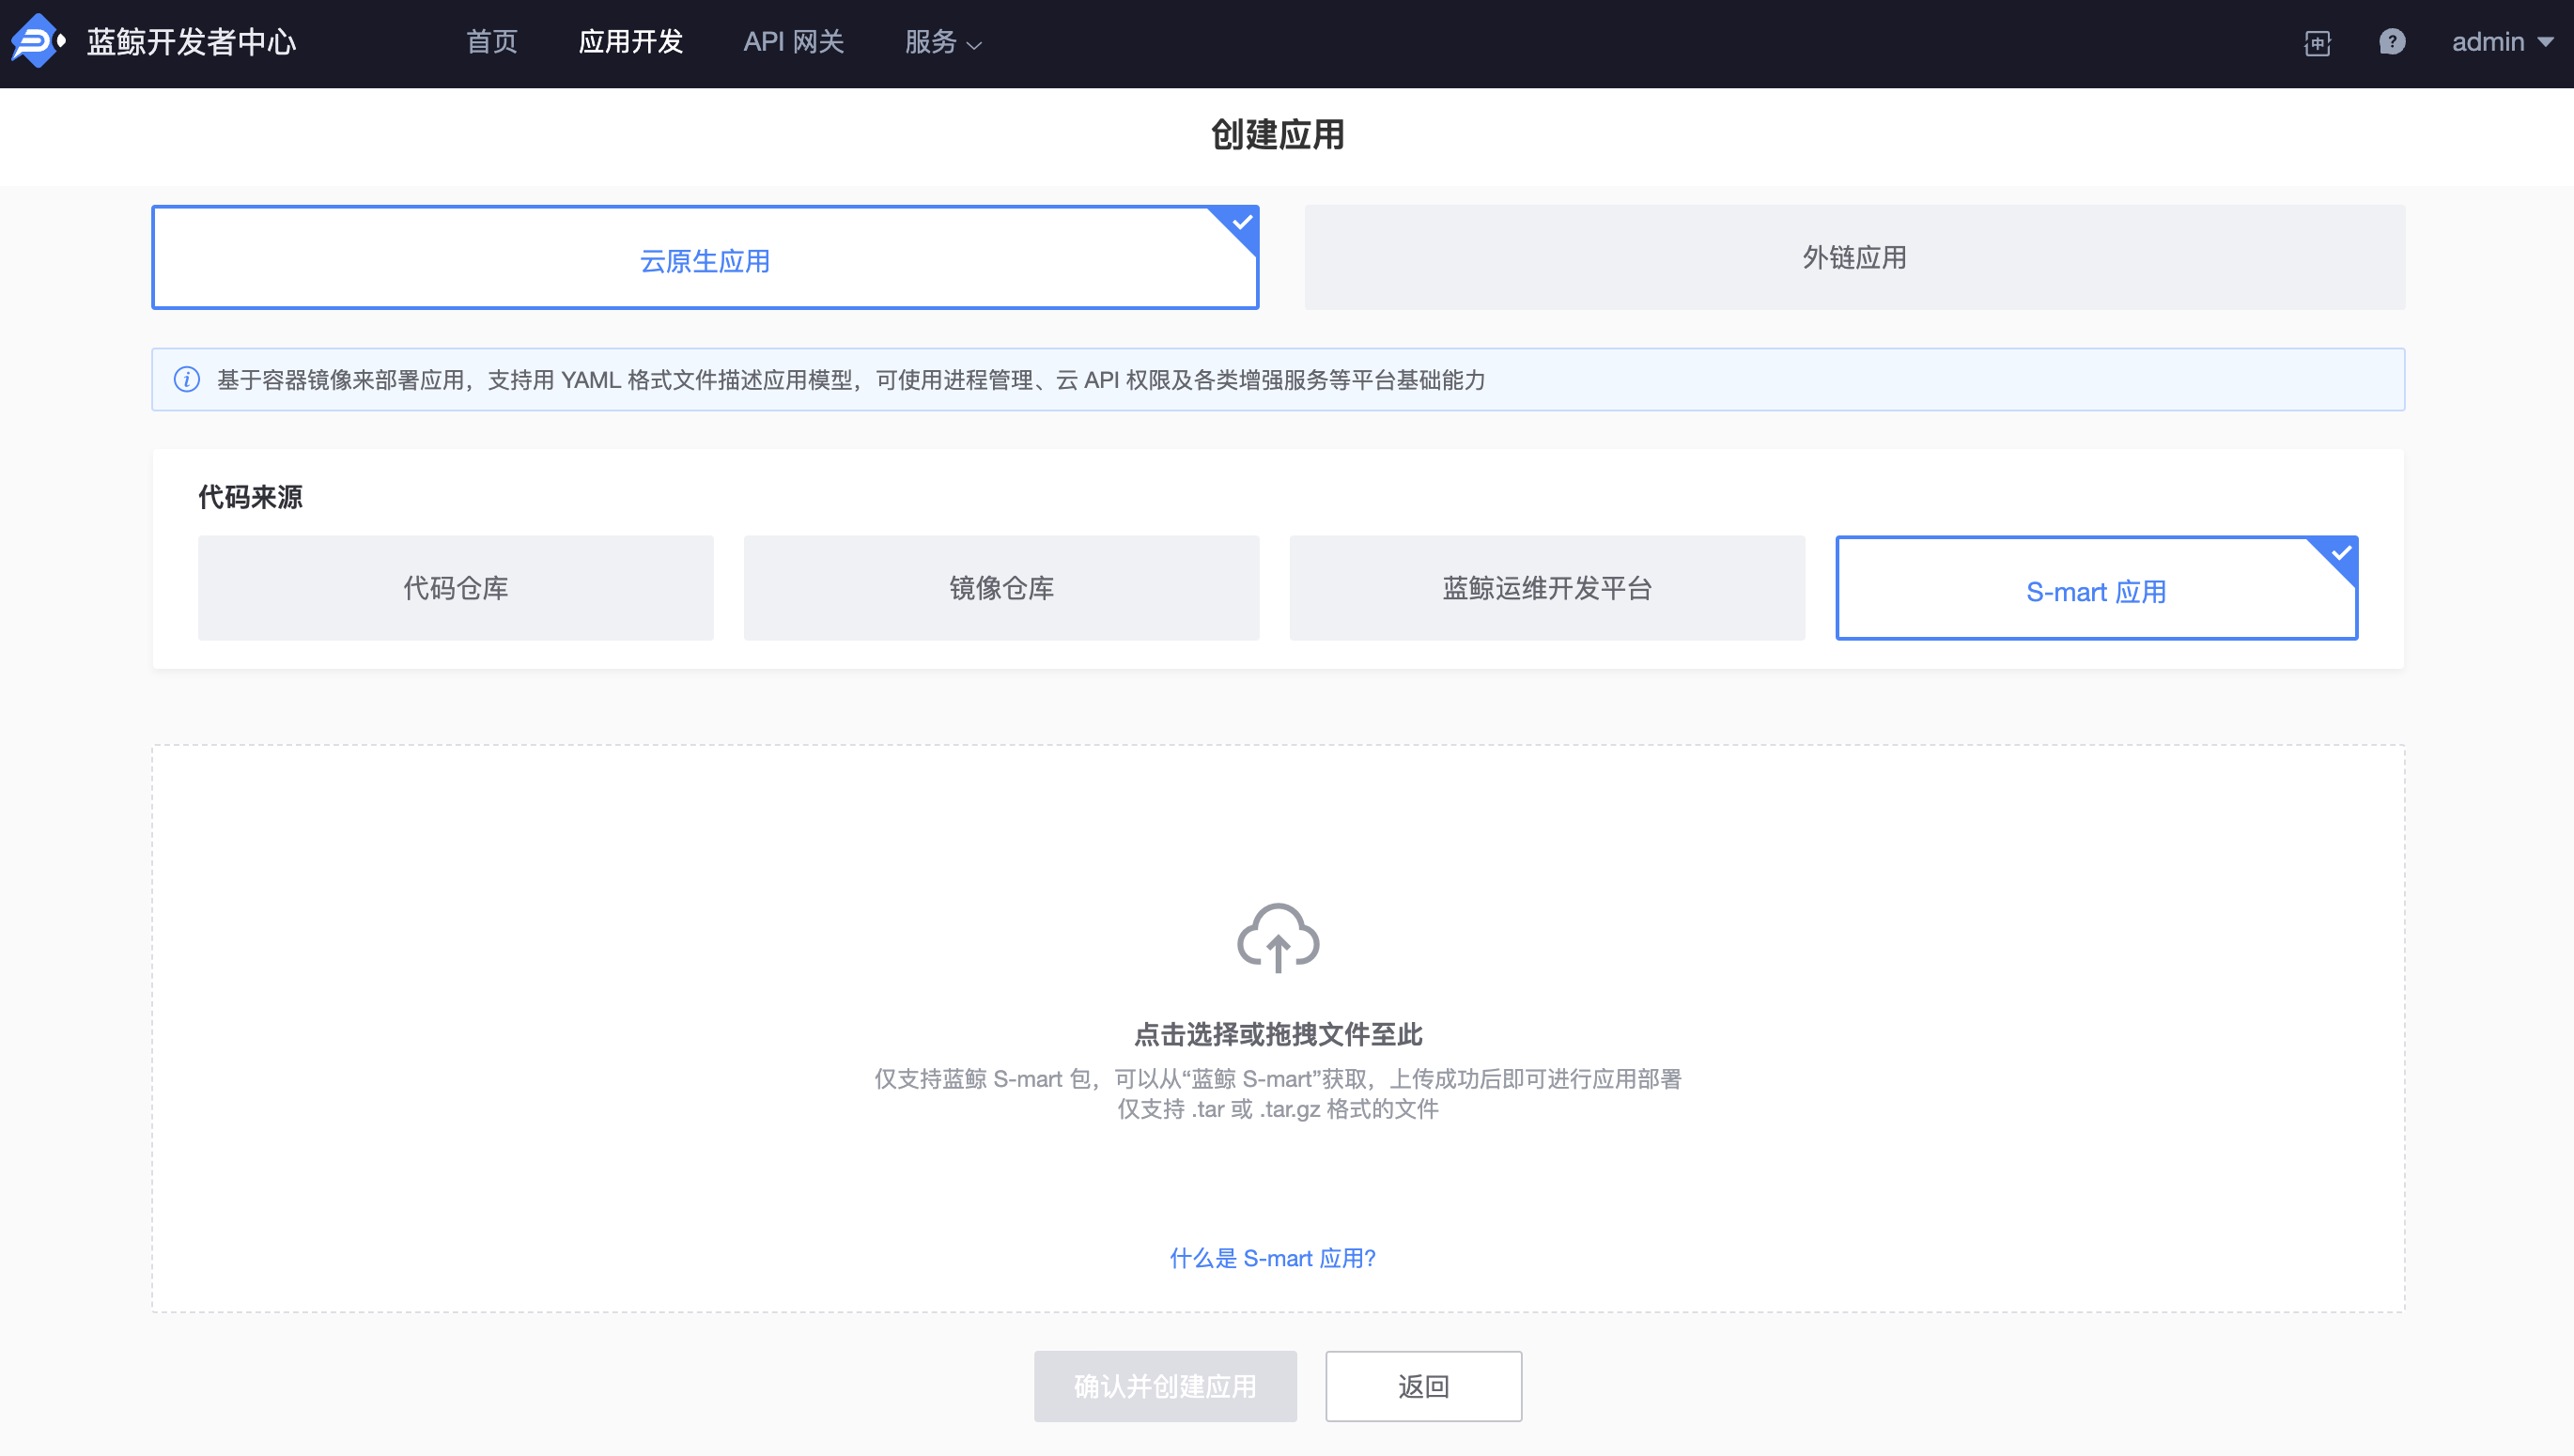 蓝鲸开发者中心
首页
应用开发
API 网关
服务
中
?
admin
创建应用
云原生应用
外链应用
基于容器镜像来部署应用，支持用 YAML 格式文件描述应用模型，可使用进程管理、云 API 权限及各类增强服务等平台基础能力
代码来源
代码仓库
镜像仓库
蓝鲸运维开发平台
S-mart 应用
点击选择或拖拽文件至此
仅支持蓝鲸 S-mart 包，可以从“蓝鲸 S-mart”获取，上传成功后即可进行应用部署
仅支持 .tar 或 .tar.gz 格式的文件
什么是 S-mart 应用?
确认并创建应用
返回